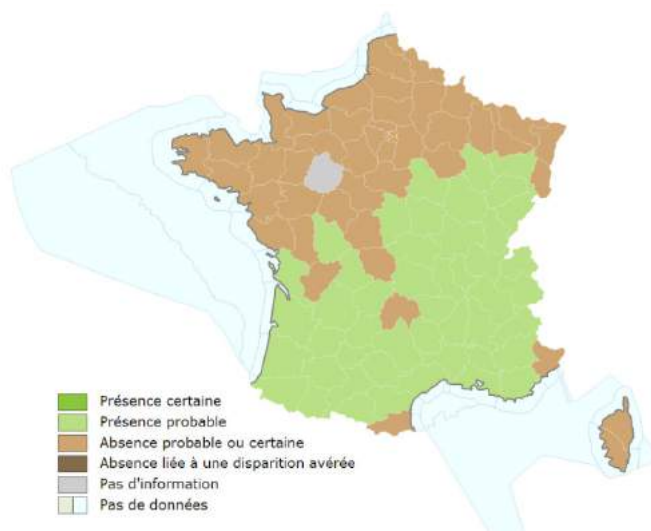 Présence certaine
Présence probable
Absence probable ou certaine
Absence liée à une disparition avérée
Pas d'information
Pas de données